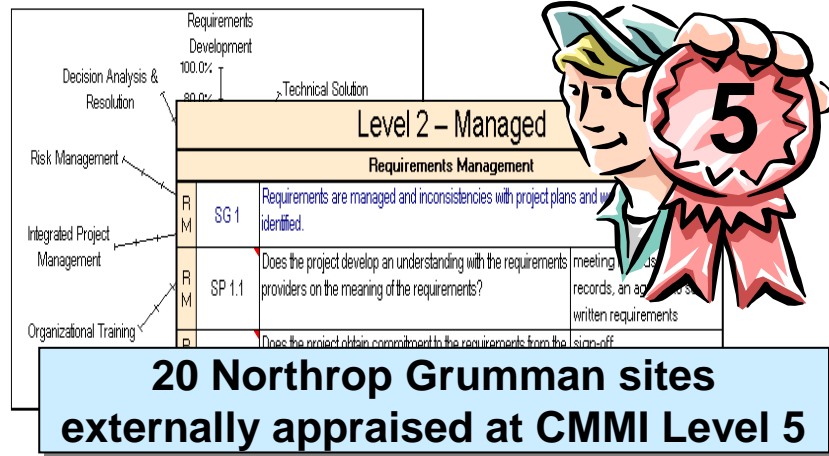 Requirements
Development
100.0%
80.0%
Decision Analysis &
Resolution
Technical Solution
Risk Management
Integrated Project
Management
Organizational Training
Level 2 – Managed
Requirements Management
RM SG 1 Requirements are managed and inconsistencies with project plans and
identified.
RM SP 1.1 Does the project develop an understanding with the requirements
providers on the meaning of the requirements?
meeting
records, an
written requirements
Does the project obtain commitment to the requirements from the
sign-off
5
20 Northrop Grumman sites
externally appraised at CMMI Level 5